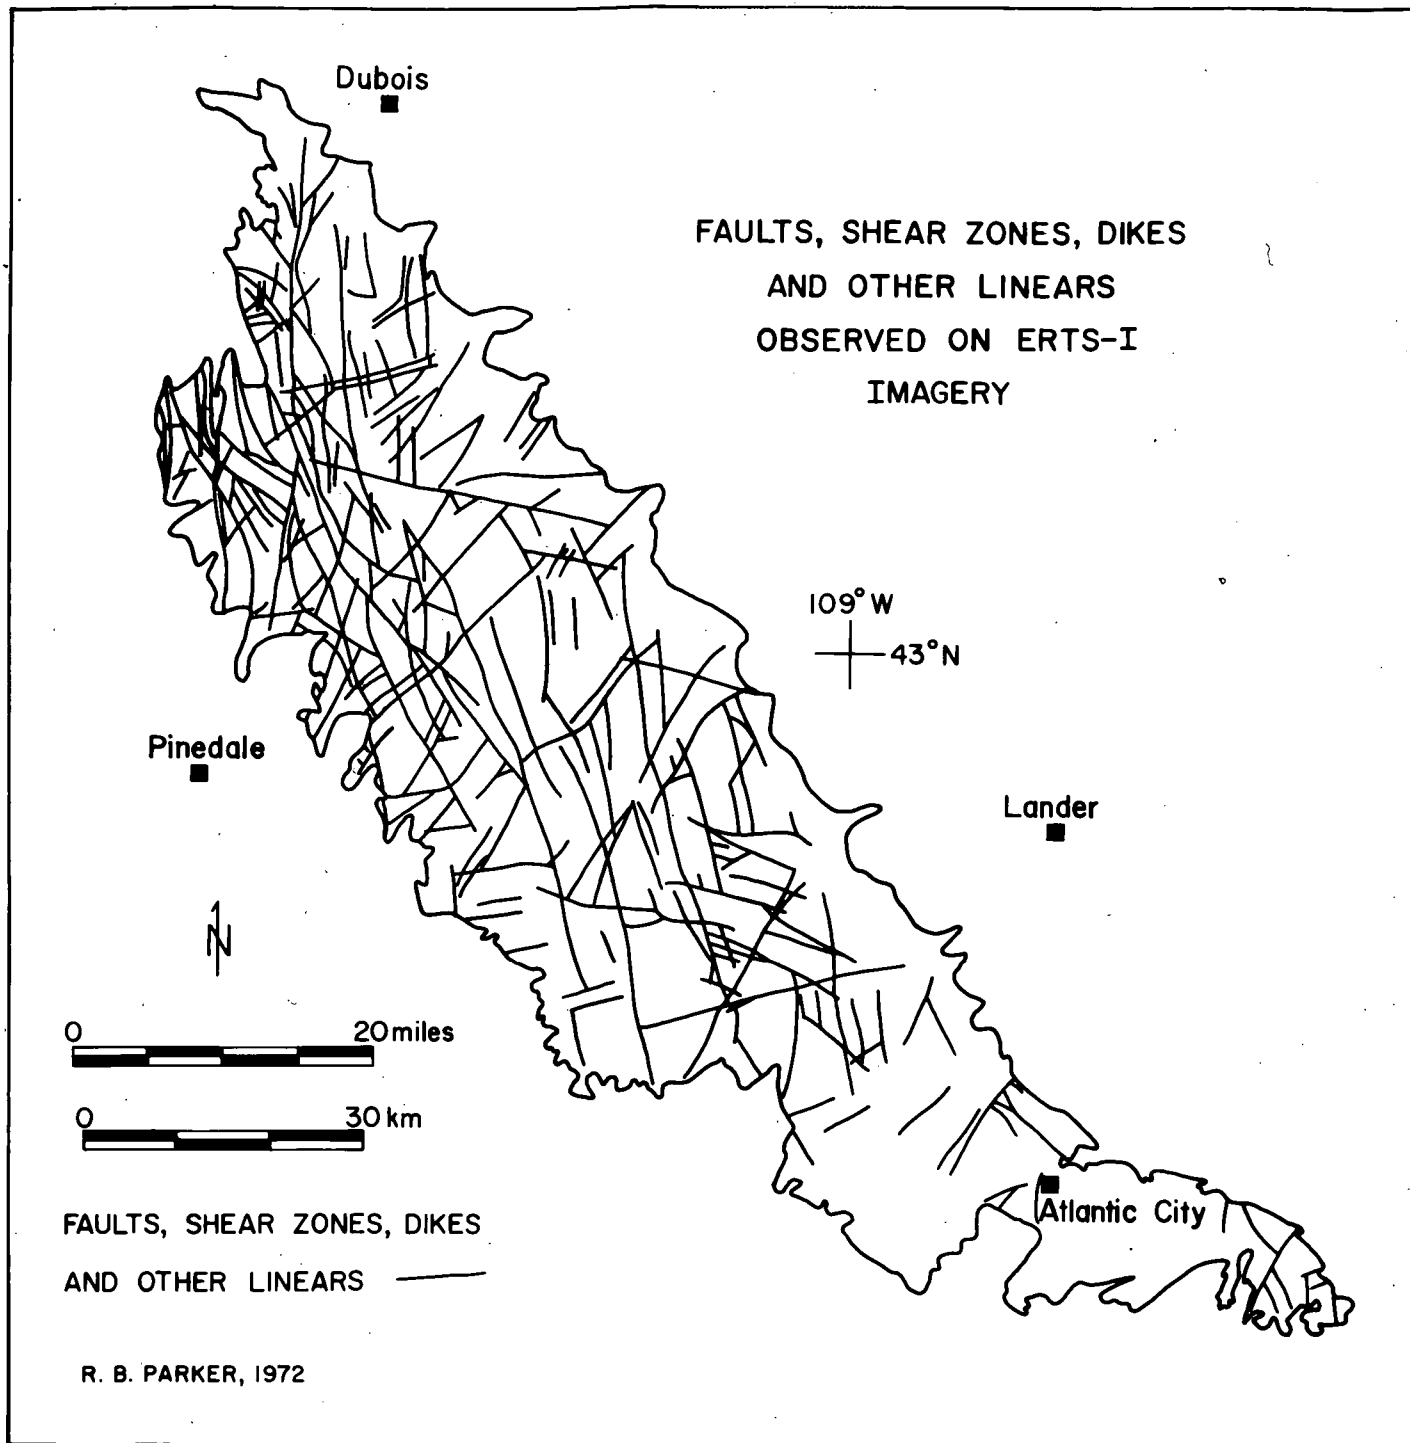 Dubois
FAULTS, SHEAR ZONES, DIKES
AND OTHER LINEARS
OBSERVED ON ERTS-I
IMAGERY
109° W
43° N
Pinedale
Lander
N
0 20 miles
0 30 km
Atlantic City
FAULTS, SHEAR ZONES, DIKES
AND OTHER LINEARS
R. B. PARKER, 1972